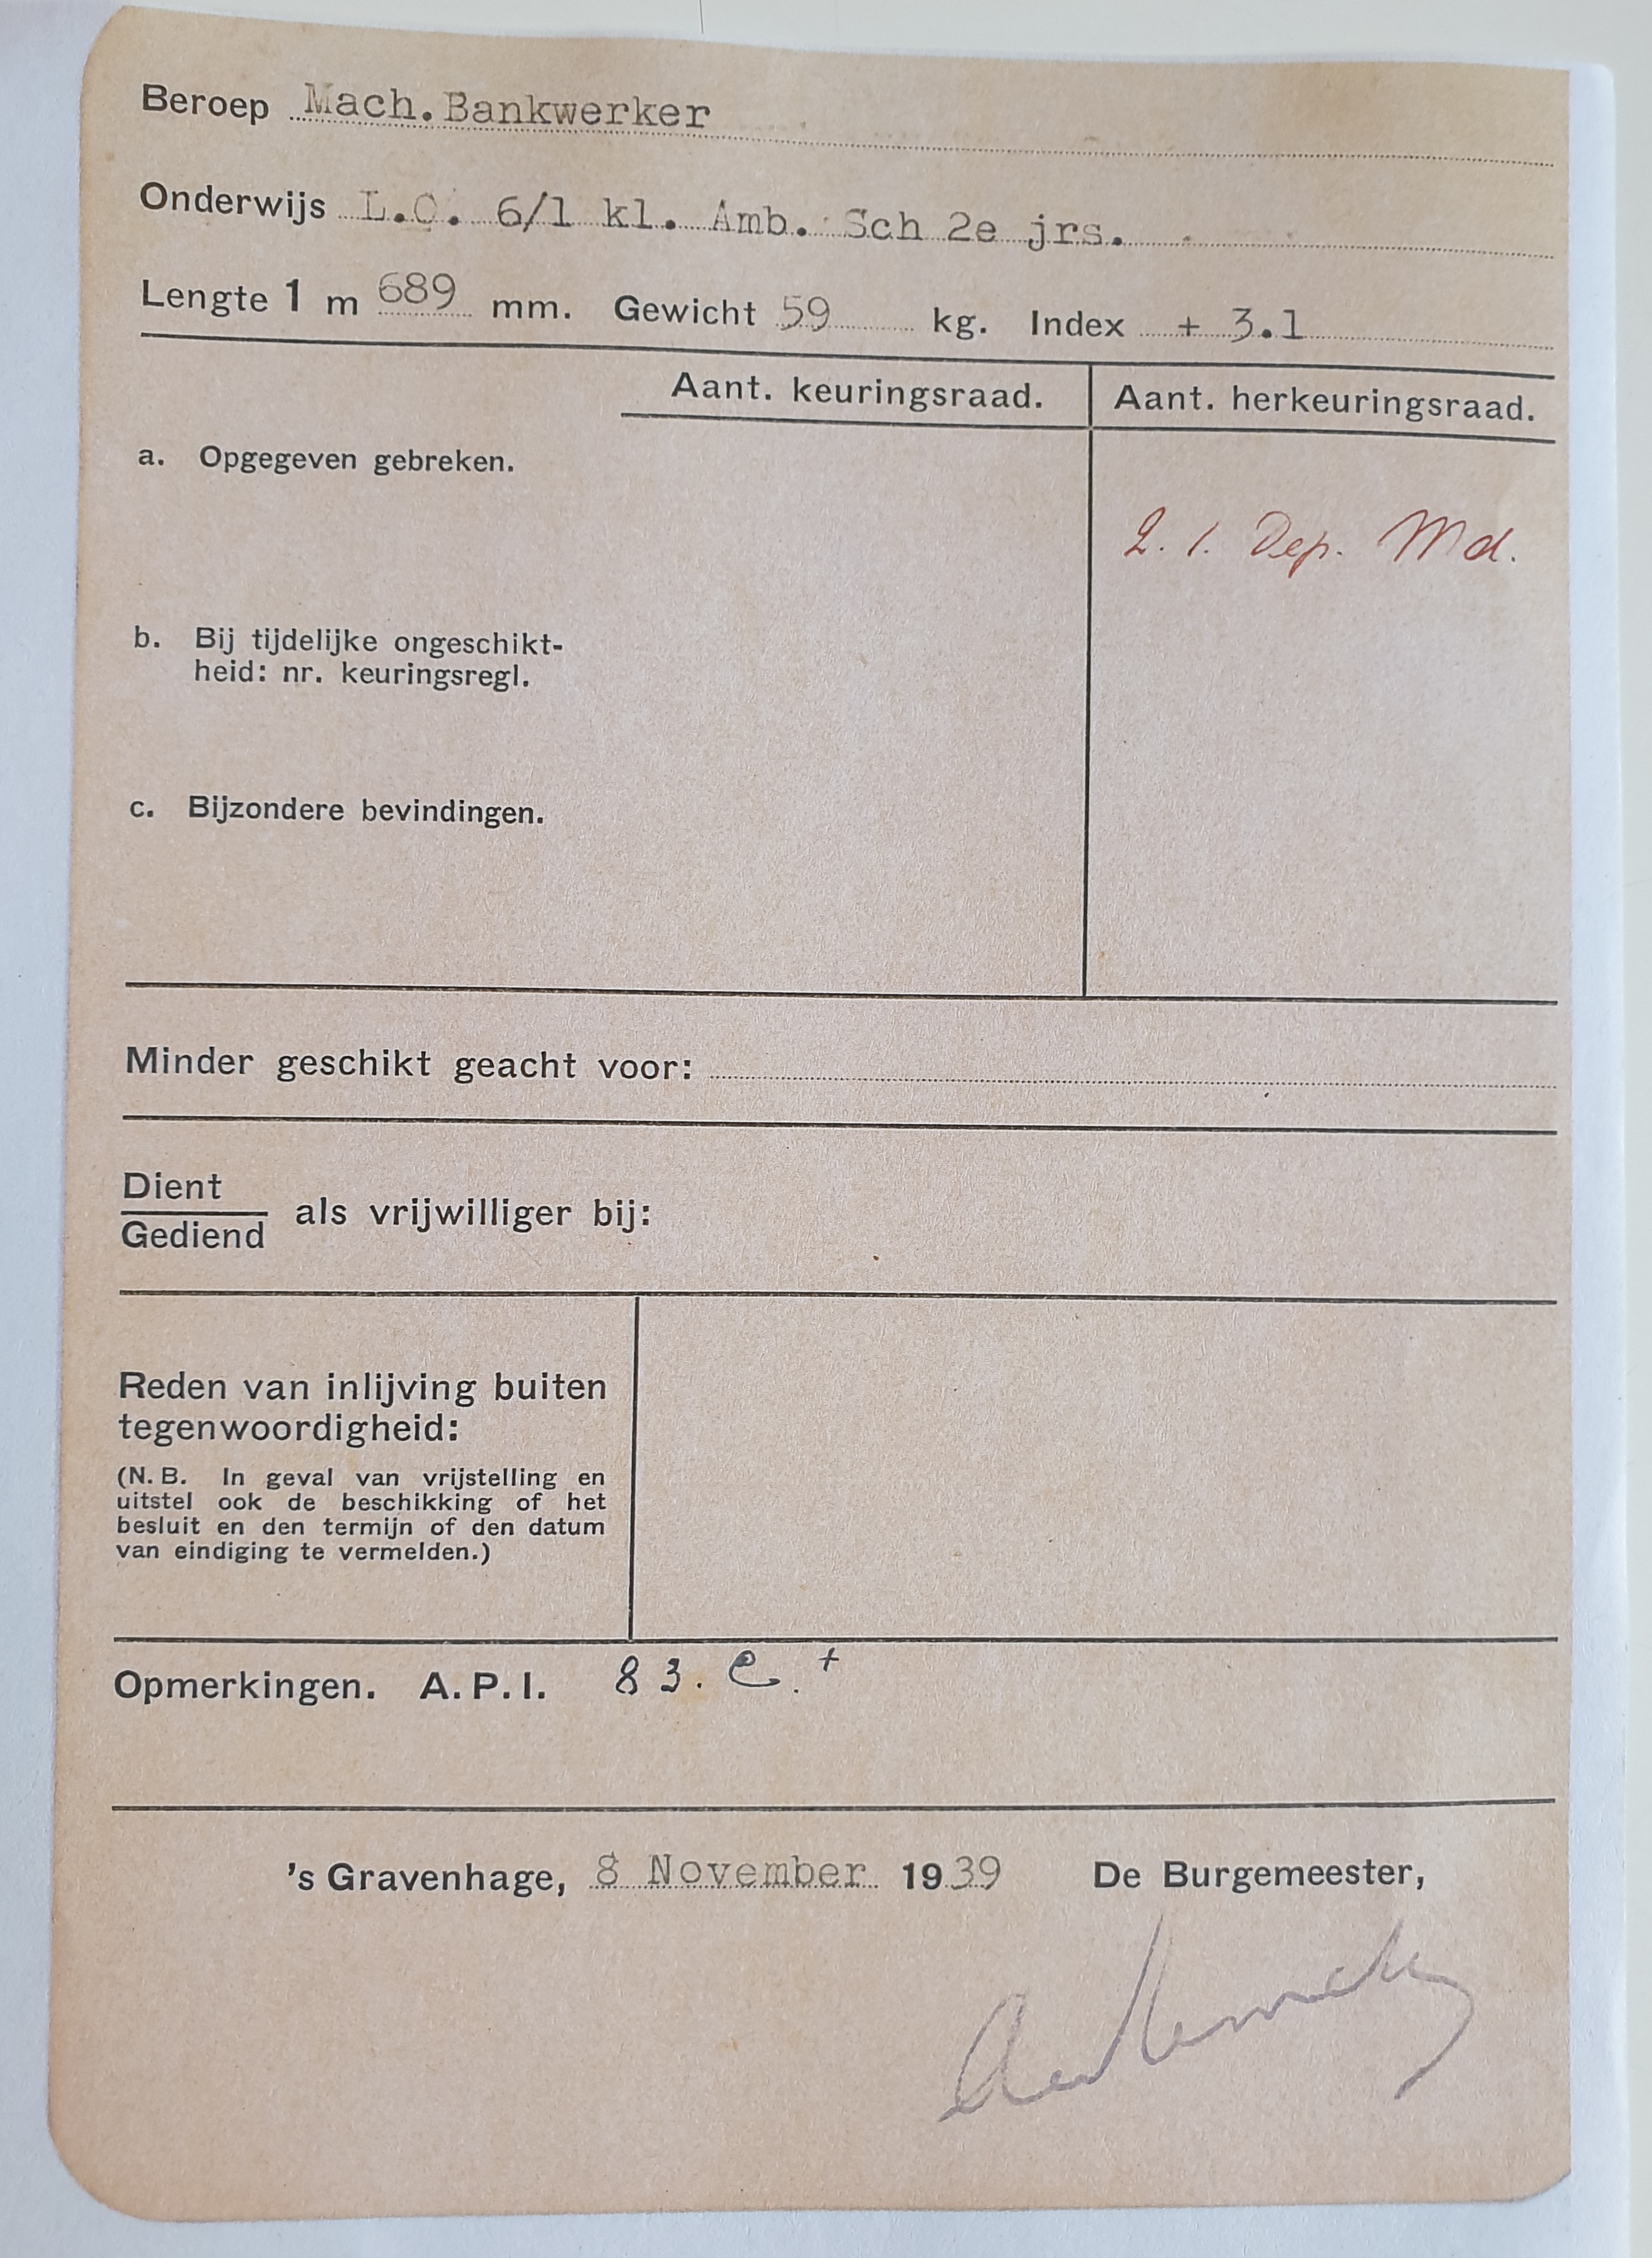 Beroep Mach. Bankwerker
Onderwijs L.O. 6/1 kl. Amb. Sch 2e jrs.
Lengte 1 m 689 mm. Gewicht 59 kg. Index + 3.1
Aant. keuringsraad. Aant. herkeuringsraad.
a. Opgegeven gebreken.
2. 1. Dep. Md.
b. Bij tijdelijke ongeschikt-
heid: nr. keuringsregl.
c. Bijzondere bevindingen.
Minder geschikt geacht voor:
Dient
Gediend
als vrijwilliger bij:
Reden van inlijving buiten
tegenwoordigheid:
(N.B. In geval van vrijstelling en
uitstel ook de beschikking of het
besluit en den termijn of den datum
van eindiging te vermelden.)
Opmerkingen. A.P.I. 83. e. +
's Gravenhage, 8 November 1939 De Burgemeester,